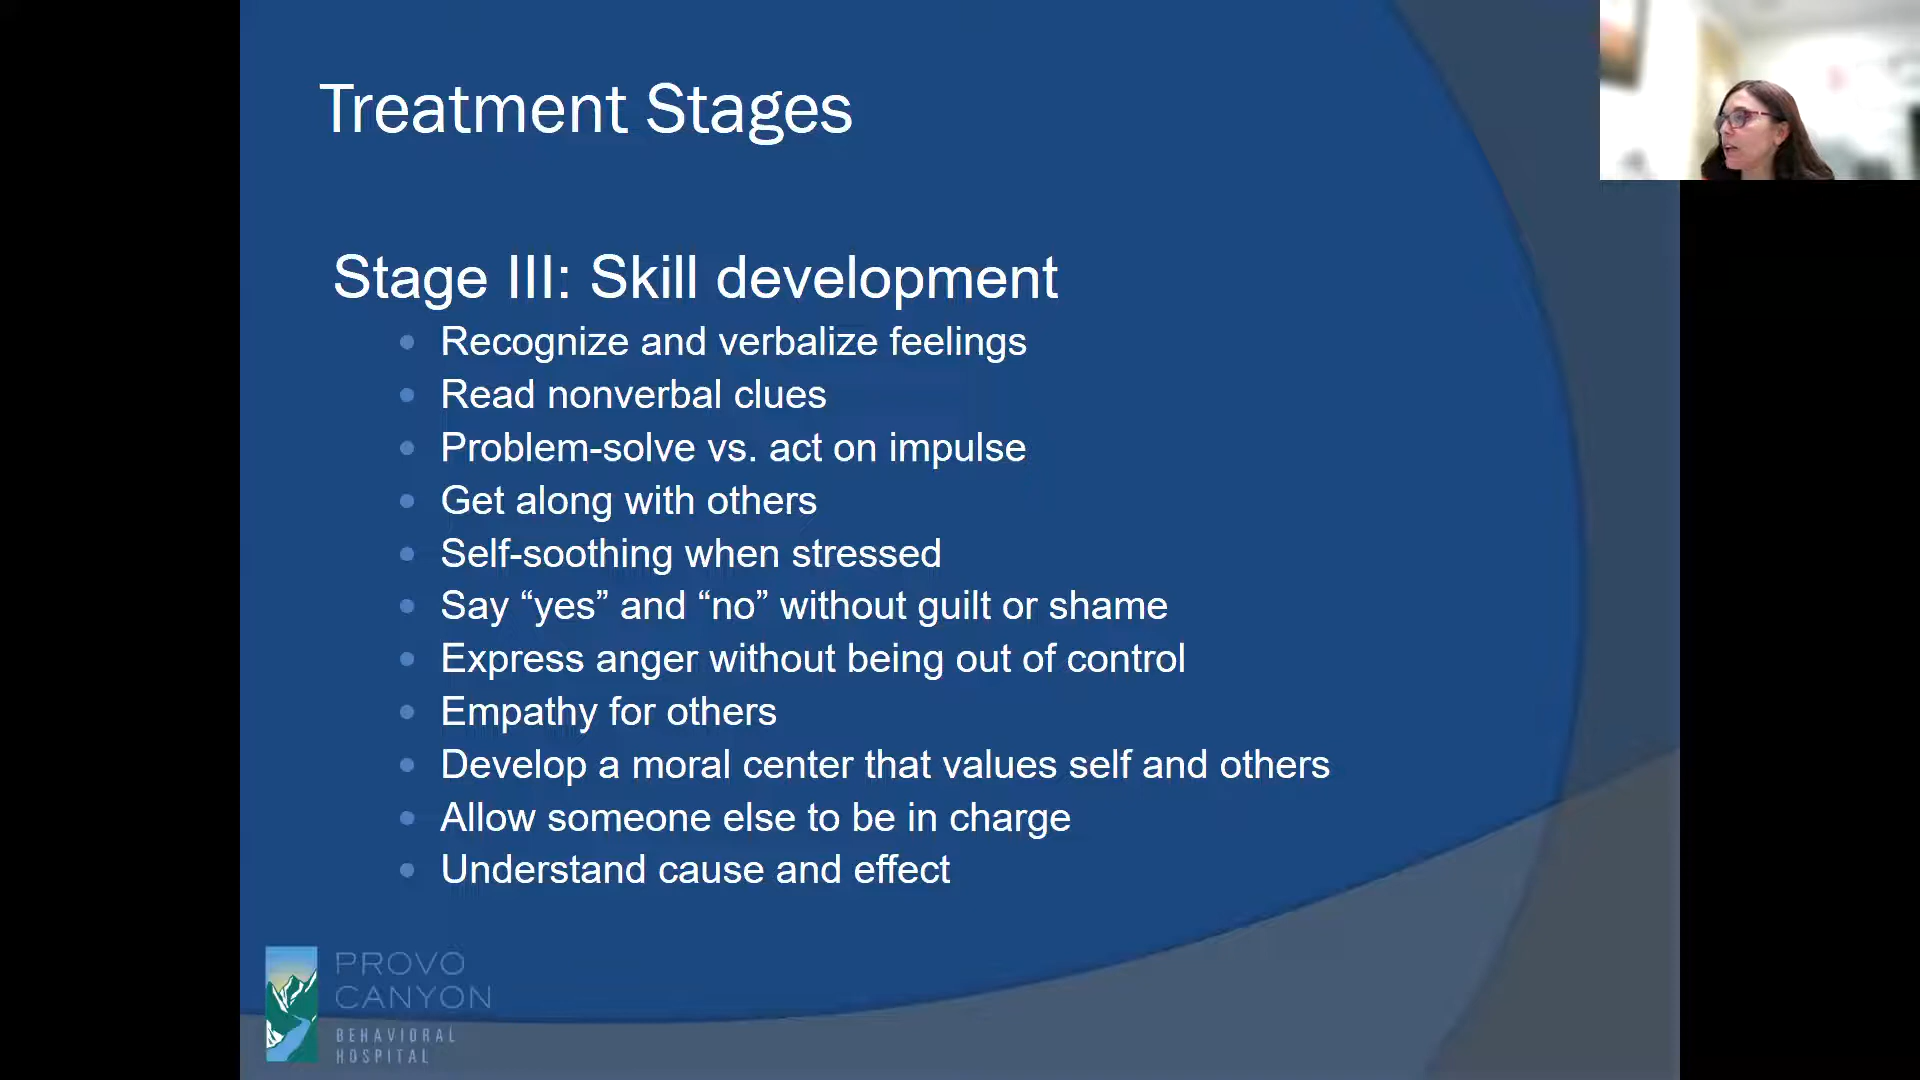 Treatment Stages
Stage III: Skill development
Recognize and verbalize feelings
Read nonverbal clues
Problem-solve vs. act on impulse
Get along with others
Self-soothing when stressed
Say “yes” and “no” without guilt or shame
Express anger without being out of control
Empathy for others
Develop a moral center that values self and others
Allow someone else to be in charge
Understand cause and effect
PROVO
CANYON
BEHAVIORAL
HOSPITAL